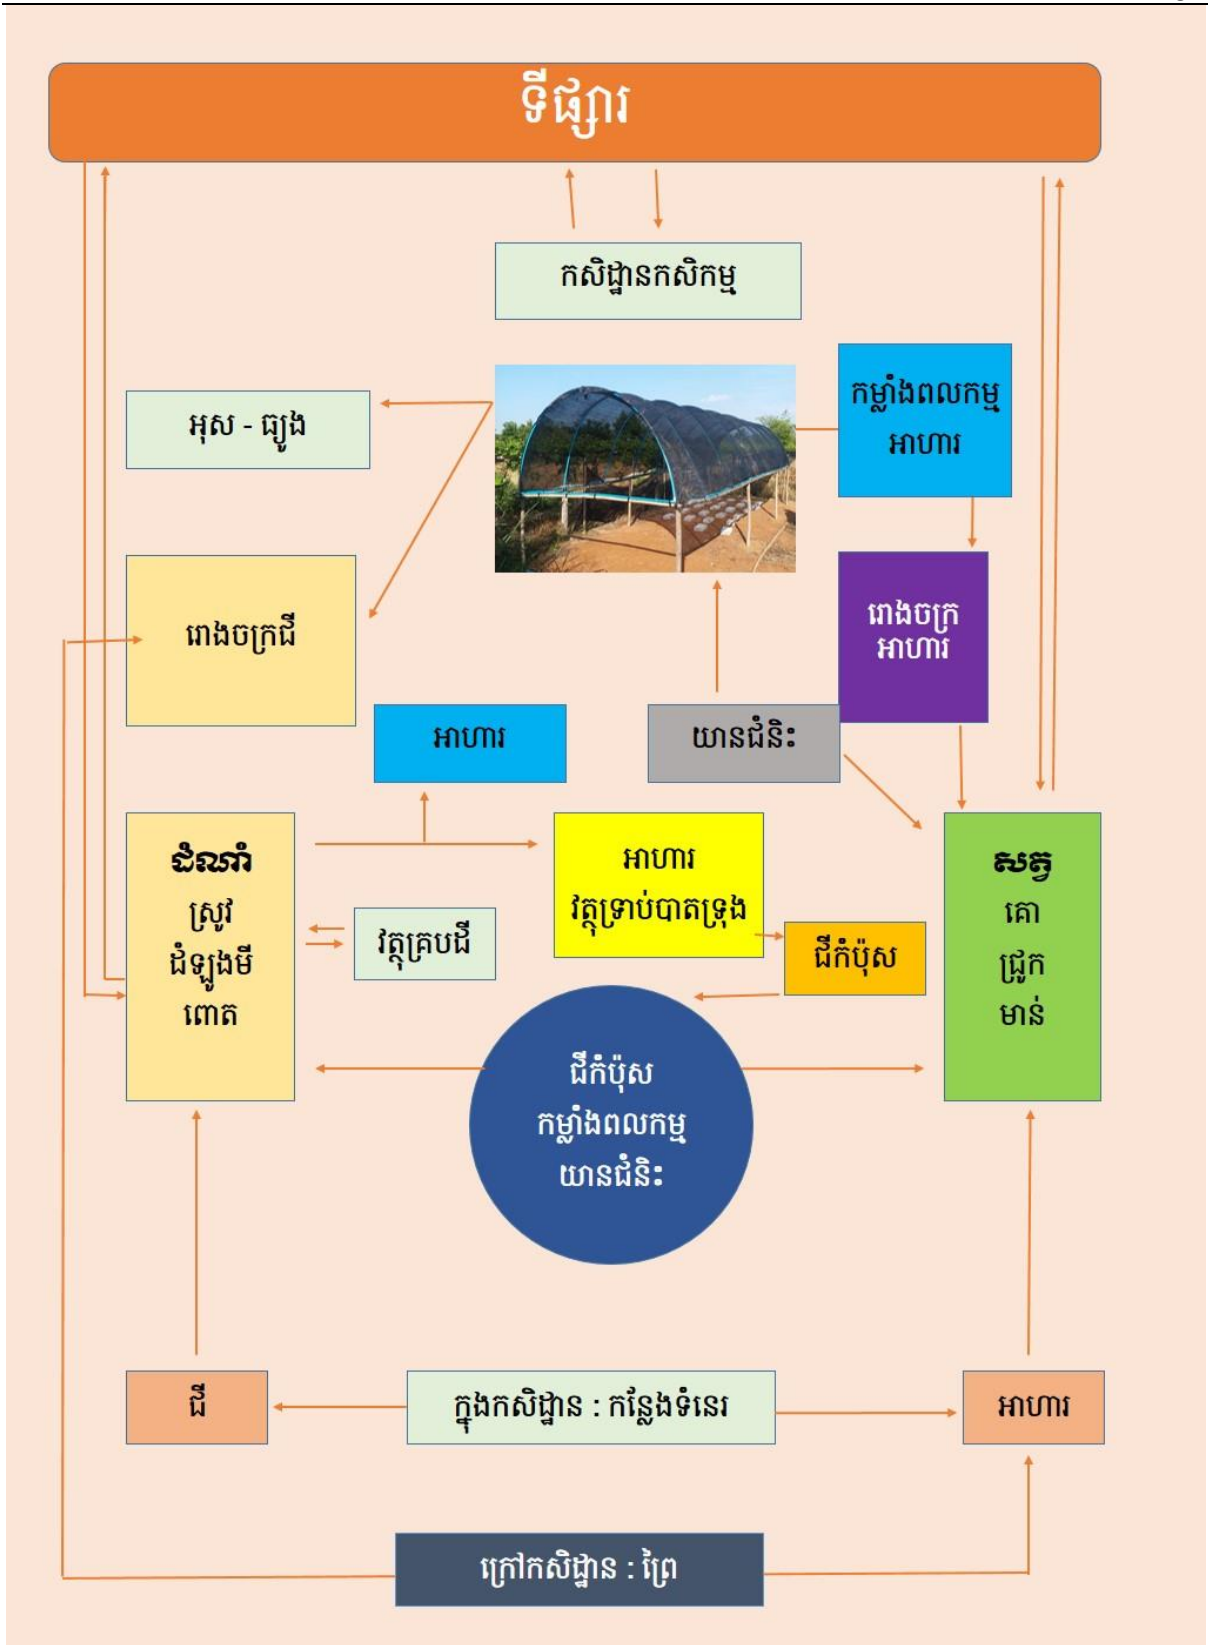 ទីផ្សារ
កសិដ្ឋានកសិកម្ម
កម្លាំងពលកម្ម
អាហារ
អុស - ធ្យូង
រោងចក្រជី
រោងចក្រ
អាហារ
អាហារ
យានជំនិះ
ដំណាំ
ស្រូវ
ដំឡូងមី
ពោត
វត្ថុគ្របដី
អាហារ
វត្ថុទ្រាប់បាតទ្រុង
ជីកំប៉ុស
សត្វ
គោ
ជ្រូក
មាន់
ជីកំប៉ុស
កម្លាំងពលកម្ម
យានជំនិះ
ជី
ក្នុងកសិដ្ឋាន : កន្លែងទំនេរ
អាហារ
ក្រៅកសិដ្ឋាន : ព្រៃ